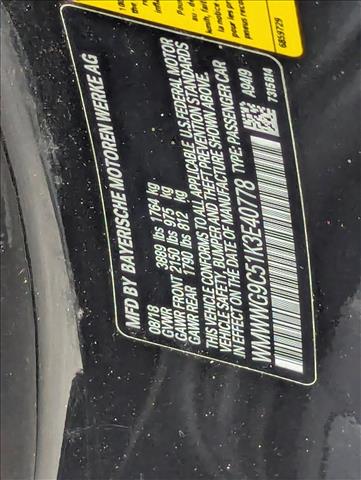 MFD BY BAYERISCHE MOTOREN WERKE AG
08/18
GVWR 3889 lbs 1764 kg
GAWR FRONT 2150 lbs 975 kg
GAWR REAR 1790 lbs 812 kg
THIS VEHICLE CONFORMS TO ALL APPLICABLE U.S.FEDERAL MOTOR
VEHICLE SAFETY, BUMPER AND THEFT PREVENTION STANDARDS
IN EFFECT ON THE DATE OF MANUFACTURE SHOWN ABOVE.
WMWWG9C51K3E40778 TYPE: PASSENGER CAR
7315814
6859729